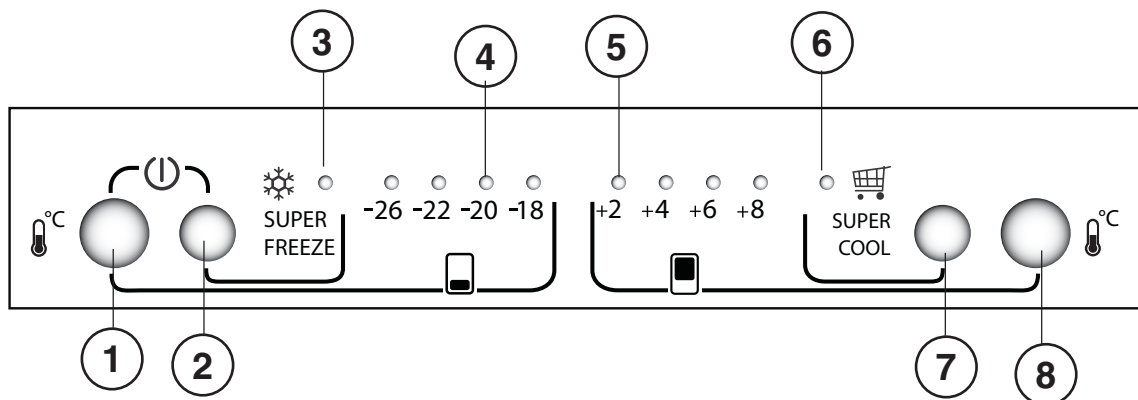 3 4 5 6
°C SUPER -26 -22 -20 -18 +2 +4 +6 +8 SUPER °C
FREEZE COOL
1 2 7 8